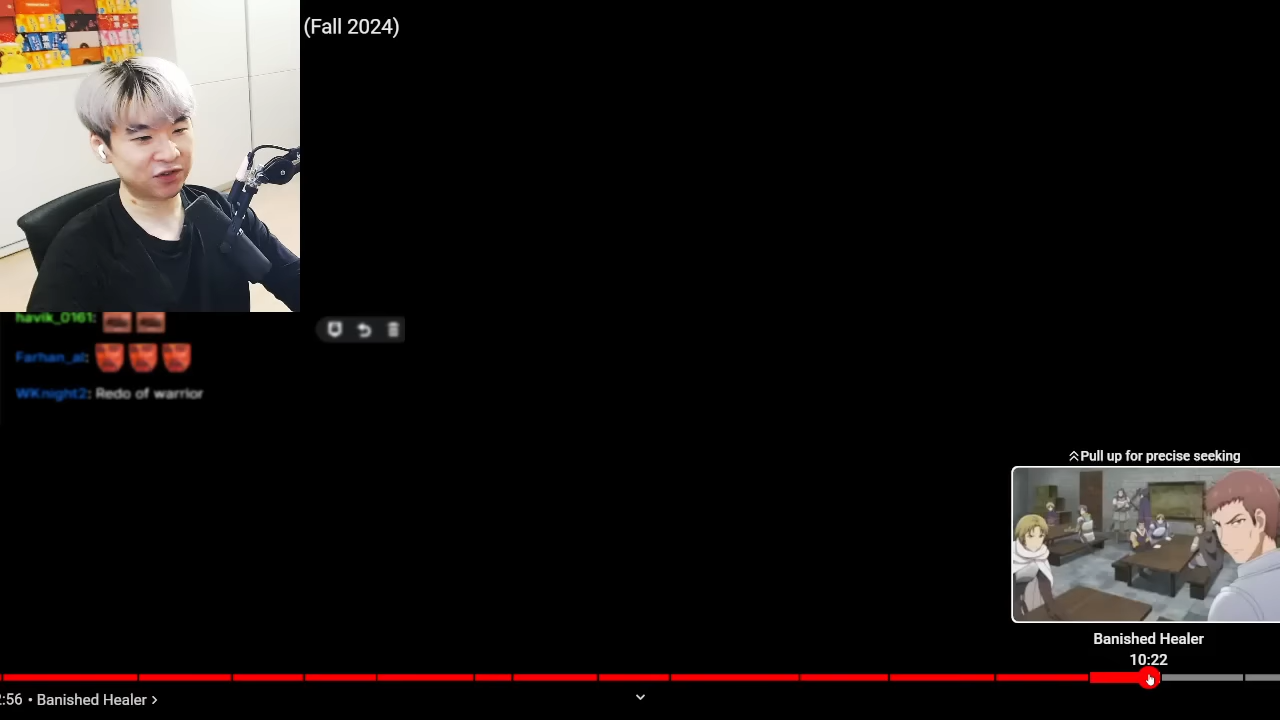 (Fall 2024)
havik_0161:
Farhan_al:
WKnight2: Redo of warrior
Pull up for precise seeking
Banished Healer
10:22
:56 • Banished Healer >